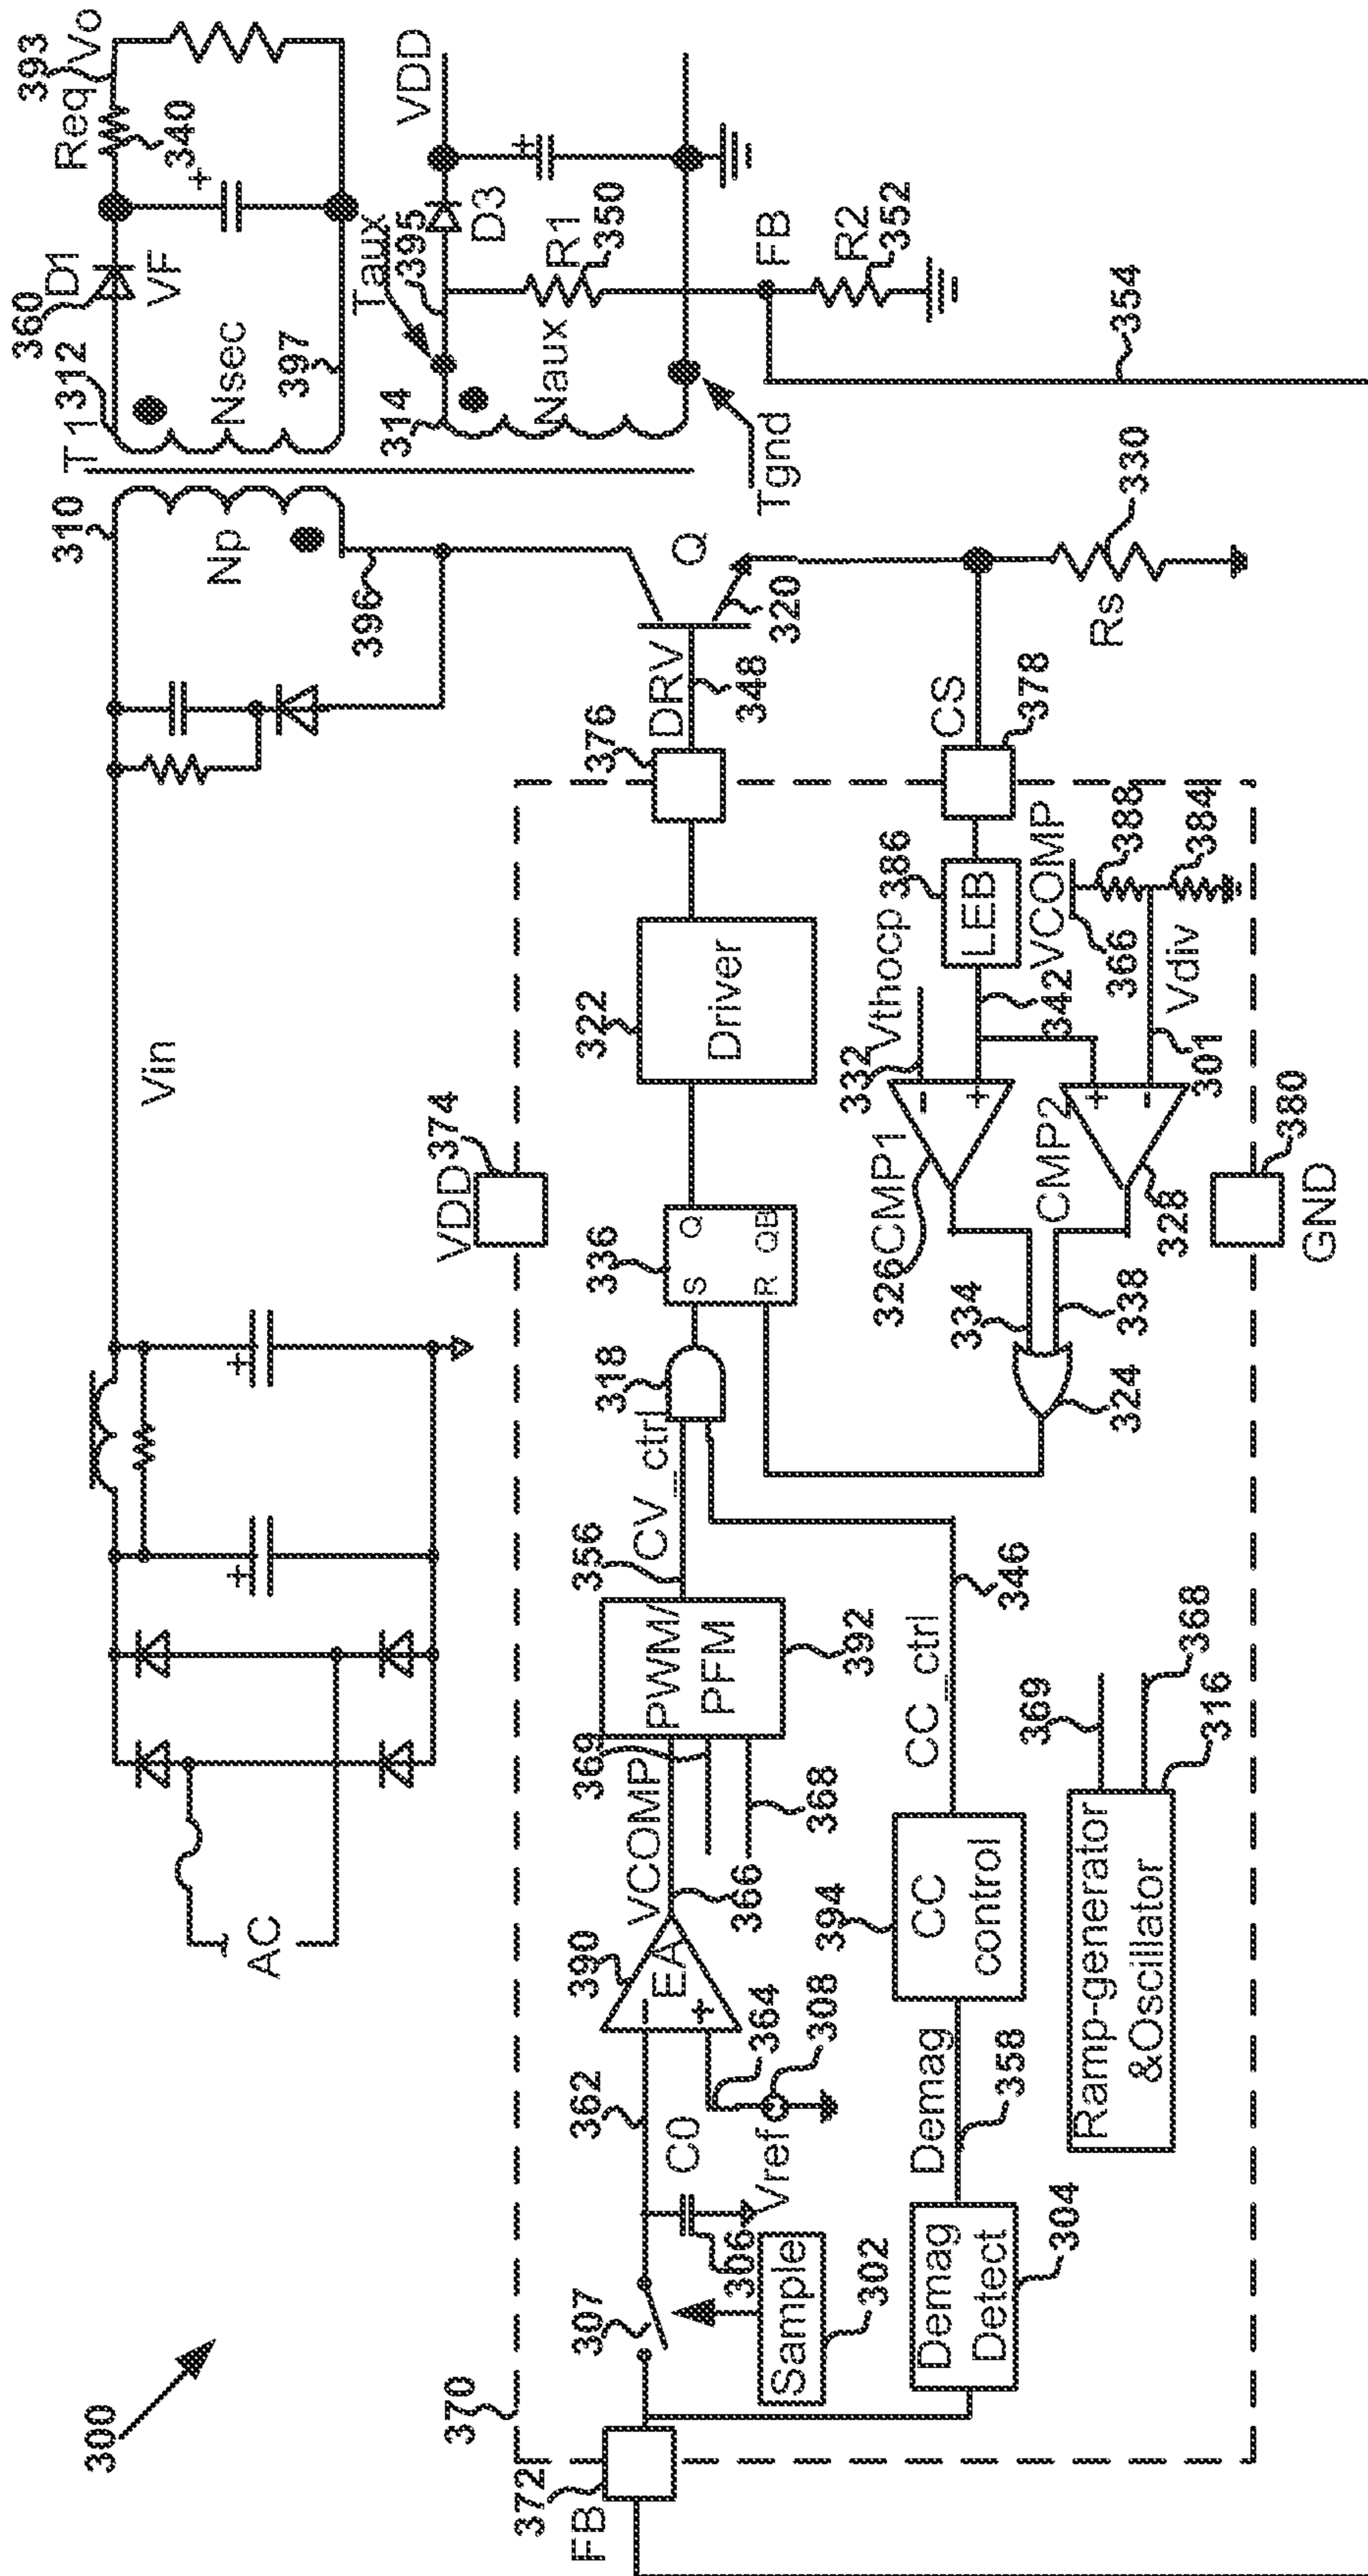 300
AC
Vin
310
Np
396
T1
312
360
D1
VF
Nsec
397
Req
340
393
Vo
Taux
314
395
Naux
D3
VDD
R1
350
Tgnd
FB
R2
352
354
370
372
FB
307
306
C0
Sample
302
362
Vref
364
308
390
EA
-
+
VCOMP
366
369
368
PWM/
PFM
392
356
CV_ctrl
318
336
S
Q
R
QB
VDD
374
322
Driver
376
DRV
348
Q
320
Demag
Detect
304
Demag
358
394
CC
control
CC_ctrl
346
Ramp-generator
&Oscillator
316
369
368
334
338
324
326
CMP1
CMP2
328
332
Vthocp
-
+
+
-
342
386
LEB
VCOMP
366
388
384
Vdiv
301
CS
378
Rs
330
380
GND
+
+
+
+